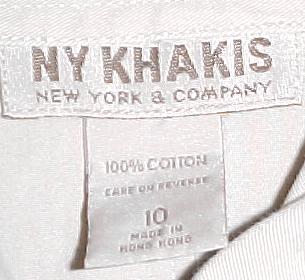 NY KHAKIS
NEW YORK & COMPANY
100% COTTON
CARE ON REVERSE
10
MADE IN
HONG KONG